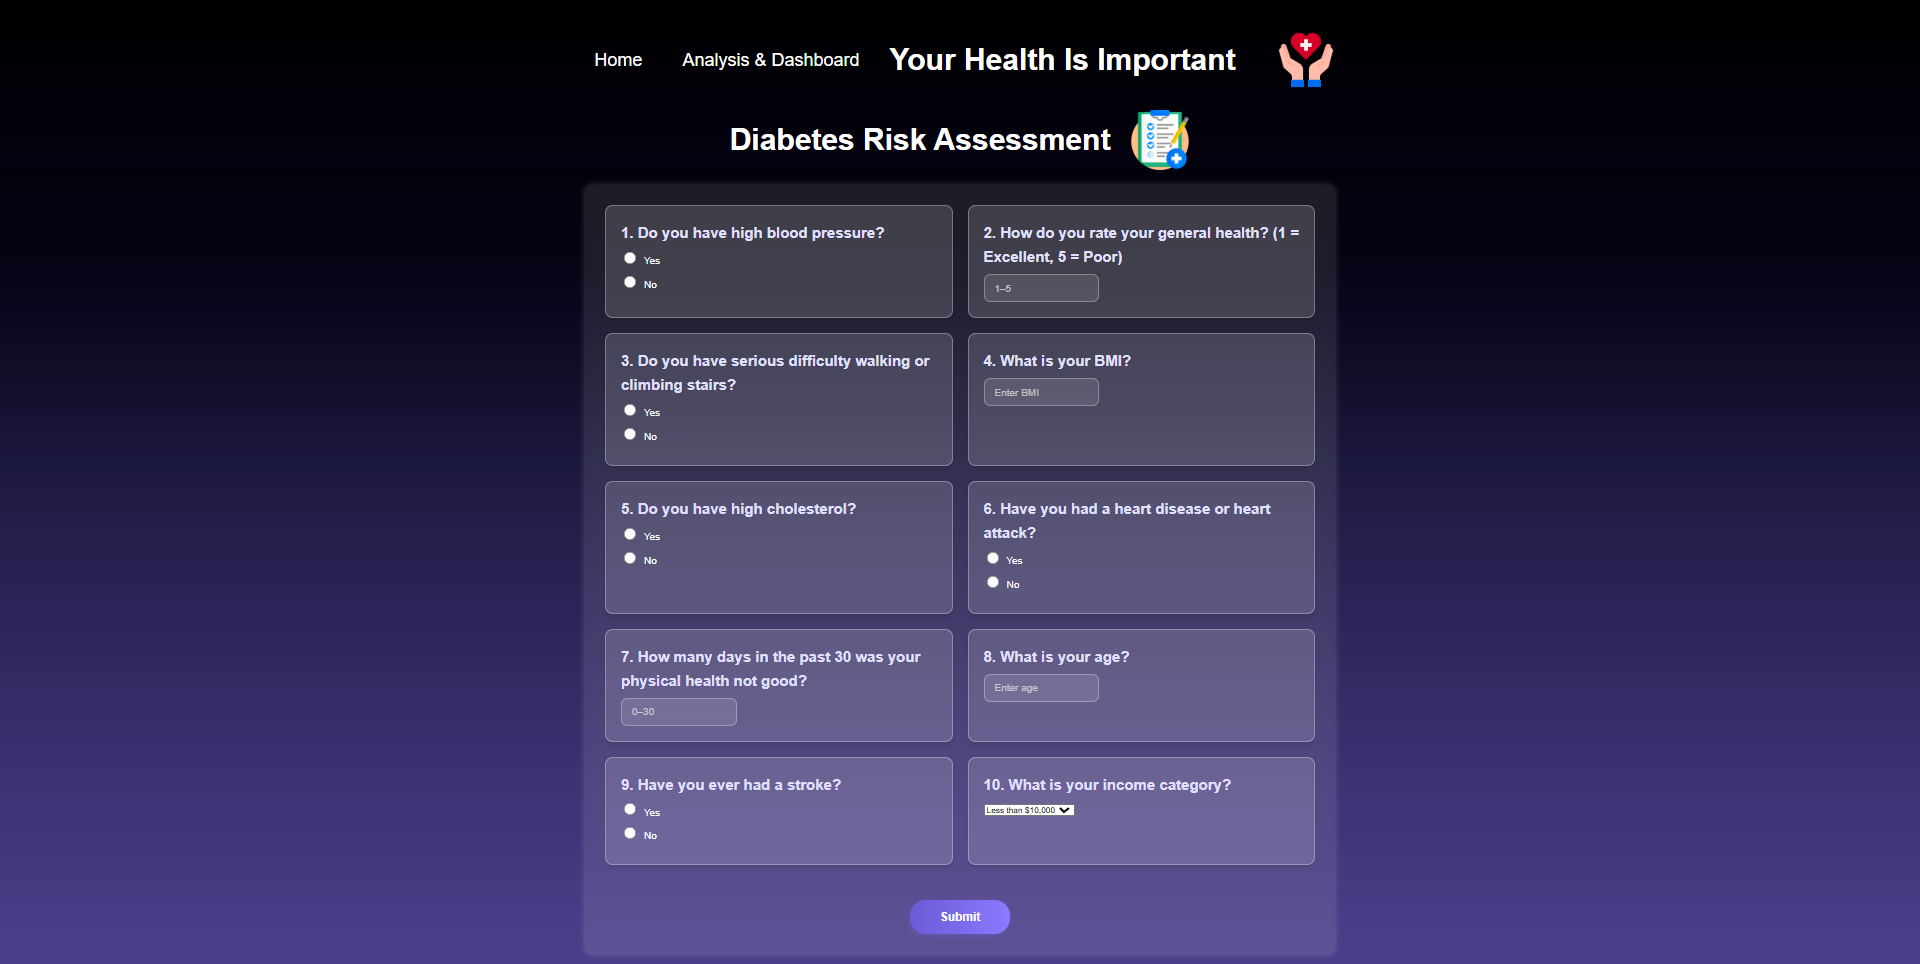 Home
Analysis & Dashboard
Your Health Is Important
Diabetes Risk Assessment
1. Do you have high blood pressure?
Yes
No
2. How do you rate your general health? (1 =
Excellent, 5 = Poor)
1–5
3. Do you have serious difficulty walking or
climbing stairs?
Yes
No
4. What is your BMI?
Enter BMI
5. Do you have high cholesterol?
Yes
No
6. Have you had a heart disease or heart
attack?
Yes
No
7. How many days in the past 30 was your
physical health not good?
0–30
8. What is your age?
Enter age
9. Have you ever had a stroke?
Yes
No
10. What is your income category?
Less than $10,000
Submit